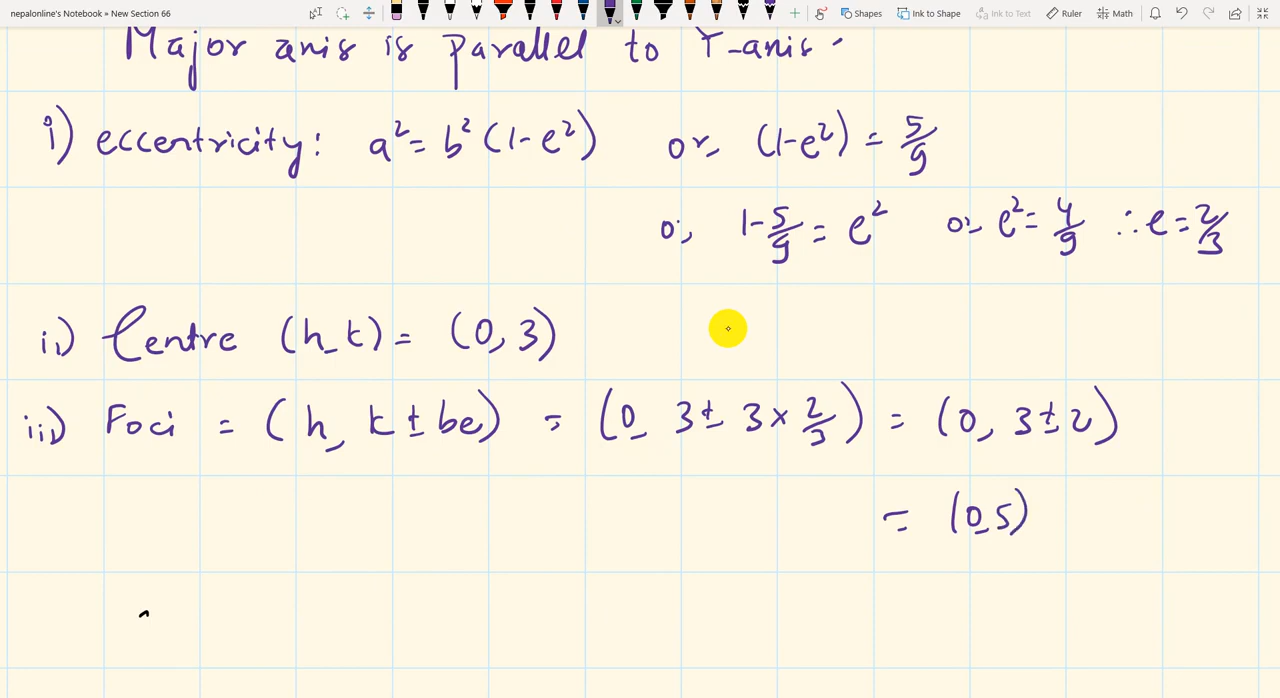 nepalonline's Notebook » New Section 66
Shapes Ink to Shape Ink to Text Ruler Math
Major axis is parallel to Y-axis.
i) eccentricity: a² = b² (1-e²) or, (1-e²) = 5/9
or, 1-5/9 = e² or, e² = 4/9 ∴ e = 2/3
ii) Centre (h, k) = (0, 3)
iii) Foci = (h, k ± be) = (0, 3 ± 3 × 2/3) = (0, 3 ± 2)
= (0, 5)